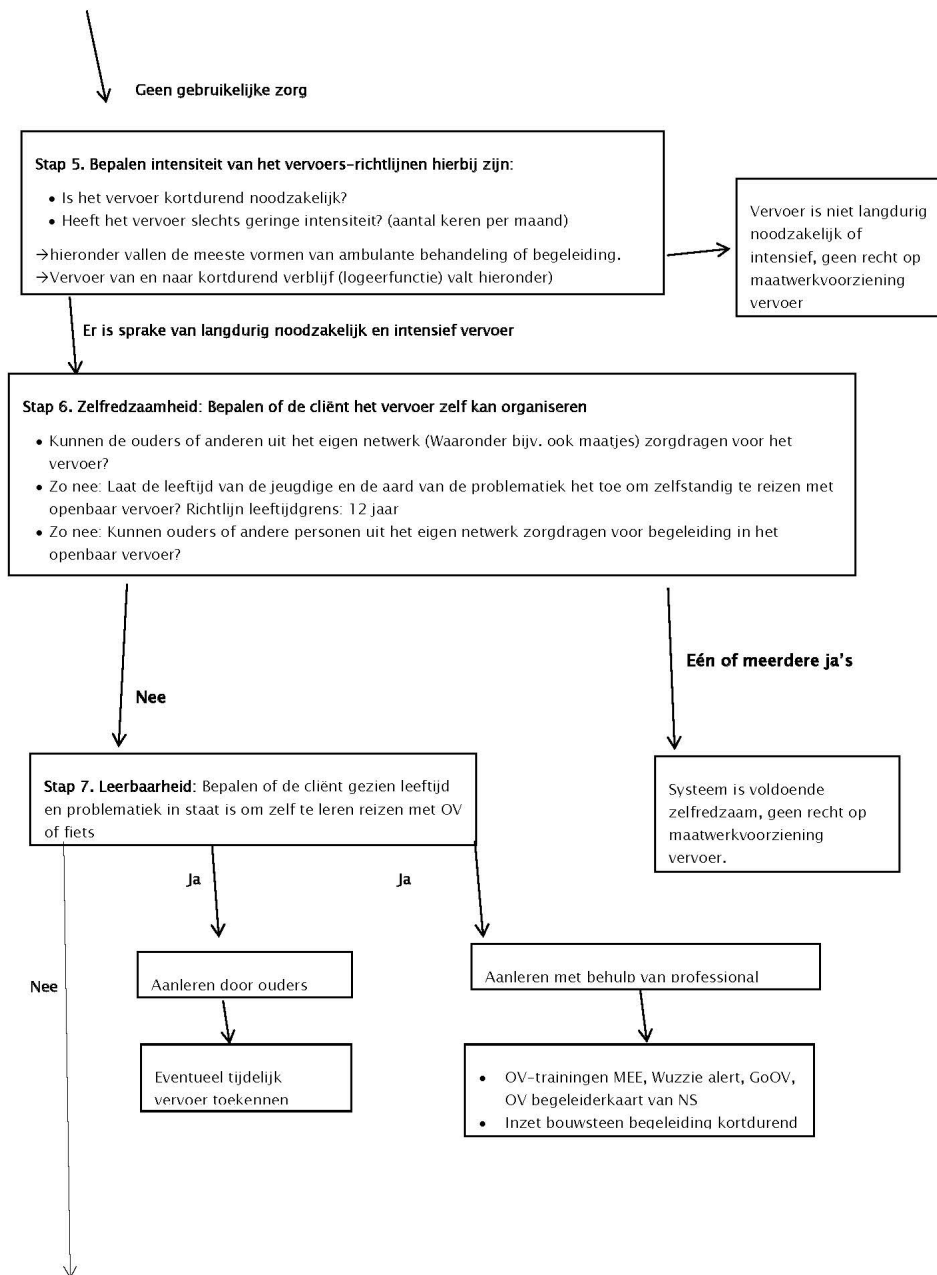 Geen gebruikelijke zorg
Stap 5. Bepalen intensiteit van het vervoers-richtlijnen hierbij zijn:
• Is het vervoer kortdurend noodzakelijk?
• Heeft het vervoer slechts geringe intensiteit? (aantal keren per maand)
→hieronder vallen de meeste vormen van ambulante behandeling of begeleiding.
→Vervoer van en naar kortdurend verblijf (logeerfunctie) valt hieronder)
Vervoer is niet langdurig
noodzakelijk of
intensief, geen recht op
maatwerkvoorziening
vervoer
Er is sprake van langdurig noodzakelijk en intensief vervoer
Stap 6. Zelfredzaamheid: Bepalen of de cliënt het vervoer zelf kan organiseren
• Kunnen de ouders of anderen uit het eigen netwerk (Waaronder bijv. ook maatjes) zorgdragen voor het
vervoer?
• Zo nee: Laat de leeftijd van de jeugdige en de aard van de problematiek het toe om zelfstandig te reizen met
openbaar vervoer? Richtlijn leeftijdgrens: 12 jaar
• Zo nee: Kunnen ouders of andere personen uit het eigen netwerk zorgdragen voor begeleiding in het
openbaar vervoer?
Eén of meerdere ja's
Nee
Stap 7. Leerbaarheid: Bepalen of de cliënt gezien leeftijd
en problematiek in staat is om zelf te leren reizen met OV
of fiets
Systeem is voldoende
zelfredzaam, geen recht op
maatwerkvoorziening
vervoer.
Ja
Ja
Nee
Aanleren door ouders
Aanleren met behulp van professional
Eventueel tijdelijk
vervoer toekennen
• OV-trainingen MEE, Wuzzie alert, GoOV,
OV begeleiderkaart van NS
• Inzet bouwsteen begeleiding kortdurend